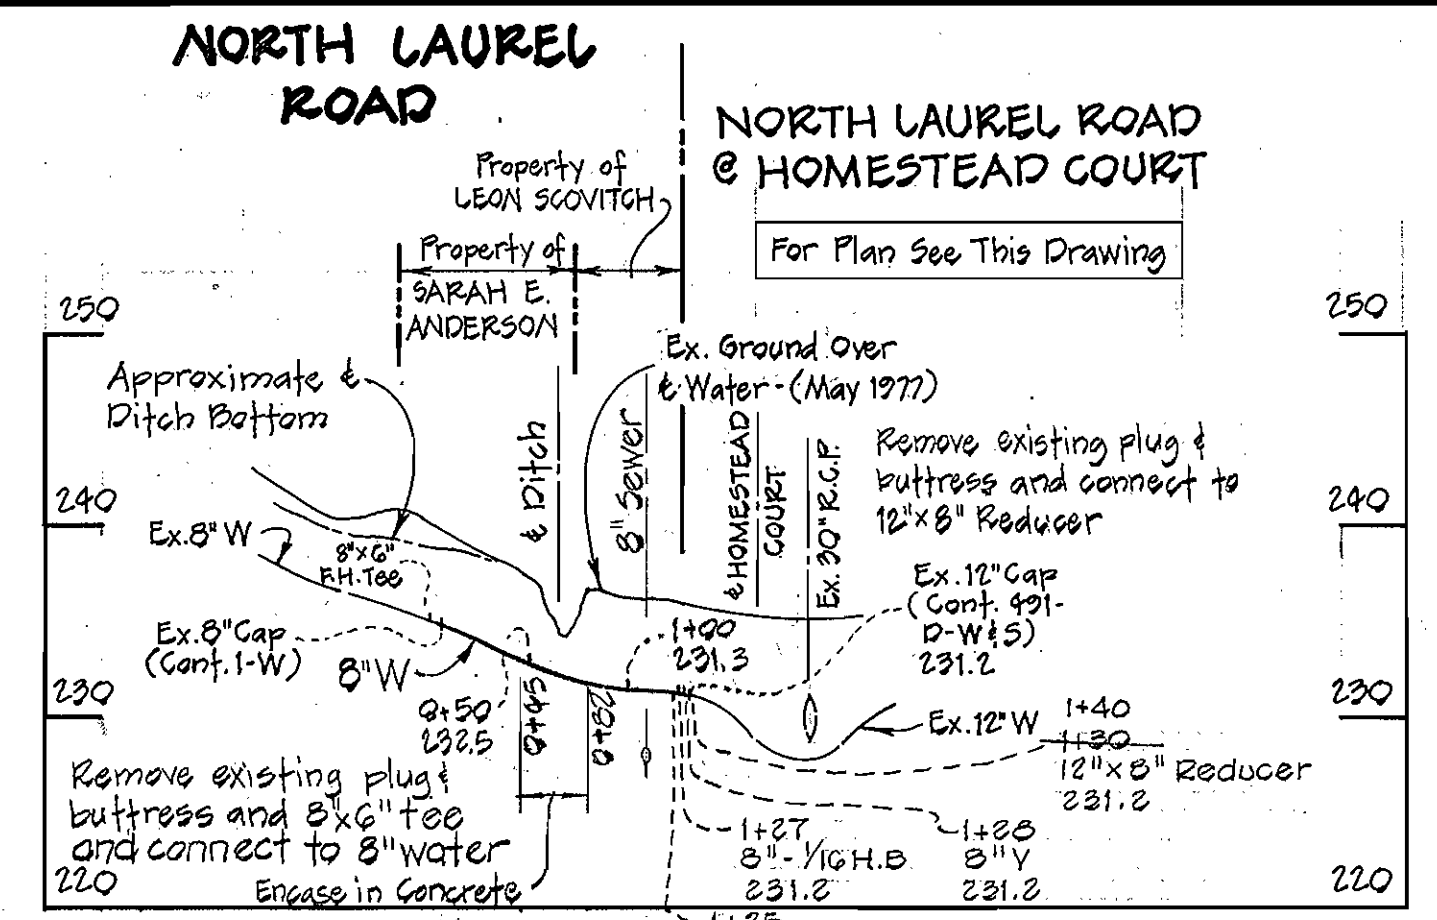 NORTH LAUREL
ROAD
NORTH LAUREL ROAD
@ HOMESTEAD COURT
Property of
LEON SCOVITCH
For Plan See This Drawing
Property of
SARAH E.
ANDERSON
250
250
Ex. Ground Over
℄ Water - (May 1977)
Approximate ℄
Ditch Bottom
℄ Ditch
8" Sewer
℄ HOMESTEAD
COURT
Ex. 30" R.C.P.
Remove existing plug &
buttress and connect to
12"x8" Reducer
240
240
Ex. 8" W
8"x6"
F.H. Tee
Ex. 12" Cap
(Cont. 491-
D-W&S)
231.2
Ex. 8" Cap
(Cont. 1-W)
8" W
1+00
231.3
230
230
0+50
232.5
0+45
0+82
Ex. 12" W
1+40
1+30
12"x8" Reducer
231.2
Remove existing plug &
buttress and 8"x6" tee
and connect to 8" water
Encase in Concrete
1+27
8"-1/16 H.B
231.2
1+28
8" Y
231.2
220
220
1+25